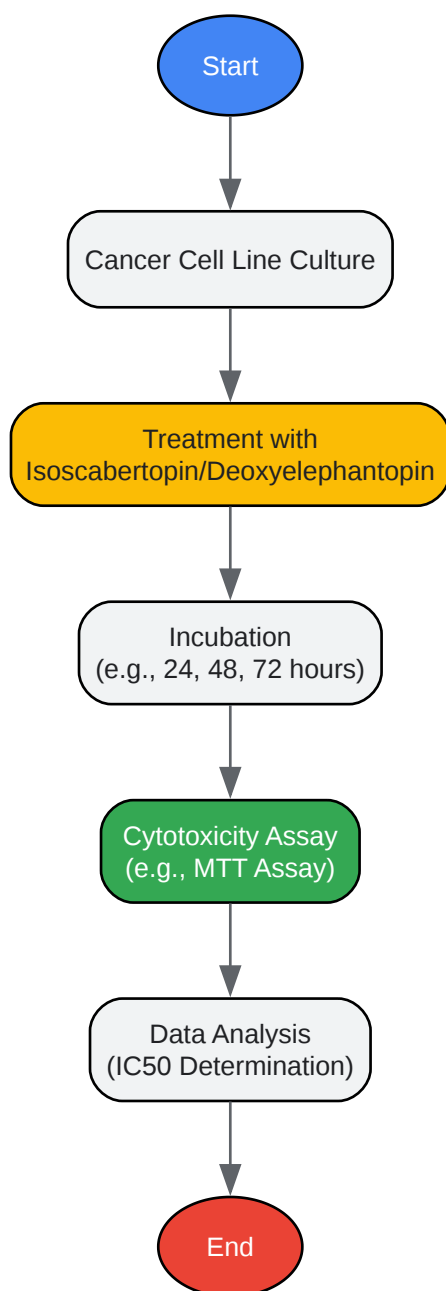 Start
Cancer Cell Line Culture
Treatment with
Isoscabertopin/Deoxyelephantopin
Incubation
(e.g., 24, 48, 72 hours)
Cytotoxicity Assay
(e.g., MTT Assay)
Data Analysis
(IC50 Determination)
End